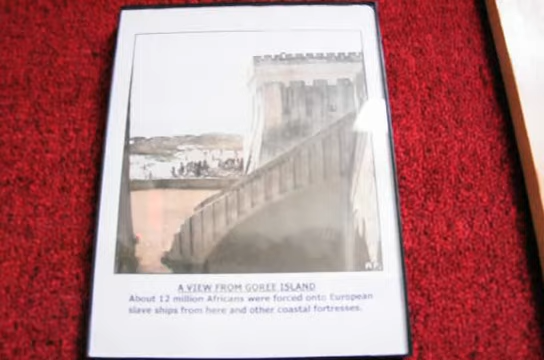 A VIEW FROM GOREE ISLAND
About 12 million Africans were forced onto European
slave ships from here and other coastal fortresses.